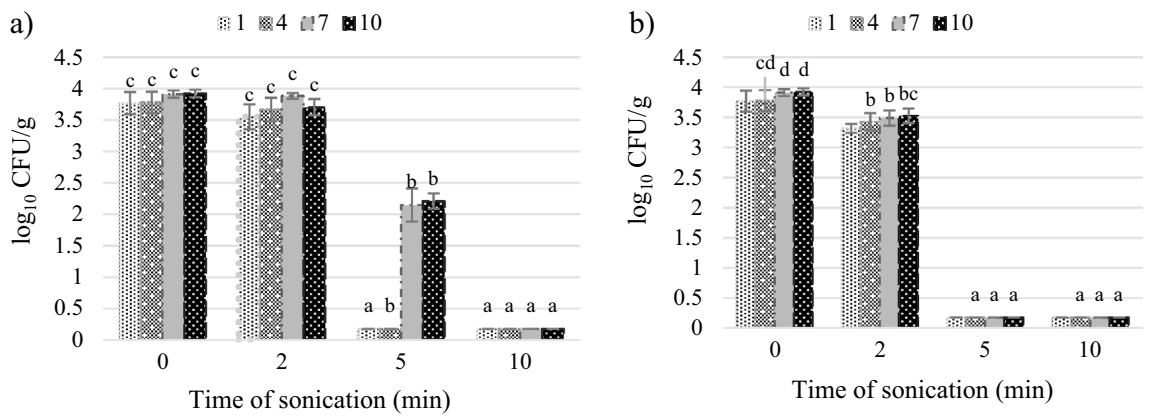 a)
1 4 7 10
4.5
4
3.5
3
2.5
2
1.5
1
0.5
0
log10 CFU/g
c c c c
c c c c
a b b b
a a a a
0 2 5 10
Time of sonication (min)
b)
1 4 7 10
4.5
4
3.5
3
2.5
2
1.5
1
0.5
0
log10 CFU/g
cd d d
b b bc
a a a
a a a
0 2 5 10
Time of sonication (min)